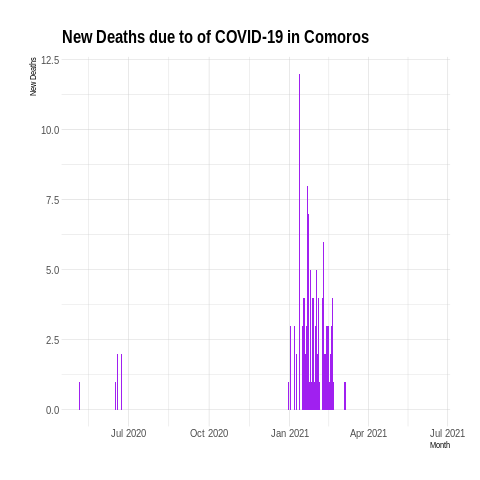 New Deaths due to of COVID-19 in Comoros
New Deaths
12.5
10.0
7.5
5.0
2.5
0.0
Jul 2020 Oct 2020 Jan 2021 Apr 2021 Jul 2021
Month